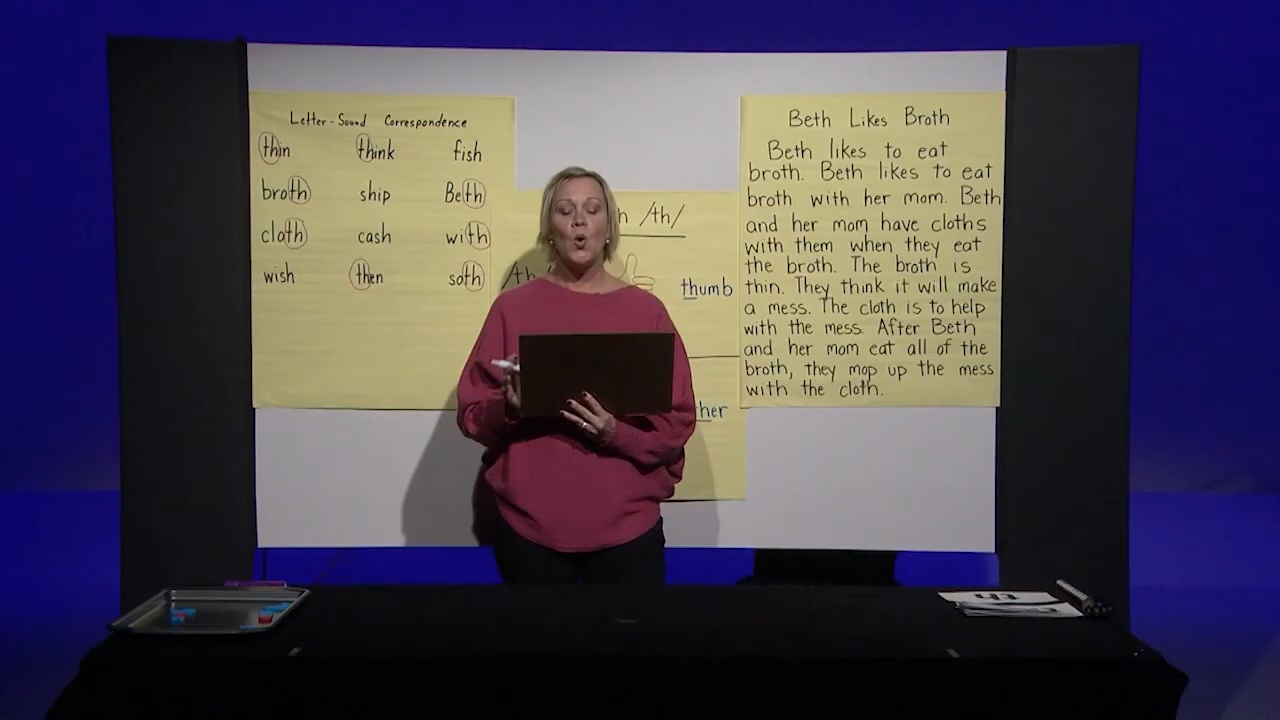 Letter-Sound Correspondence
thin think fish
broth ship Beth
cloth cash with
wish then soth
/th/
thumb
Beth Likes Broth
Beth likes to eat
broth. Beth likes to eat
broth with her mom. Beth
and her mom have cloths
with them when they eat
the broth. The broth is
thin. They think it will make
a mess. The cloth is to help
with the mess. After Beth
and her mom eat all of the
broth, they mop up the mess
with the cloth.
th